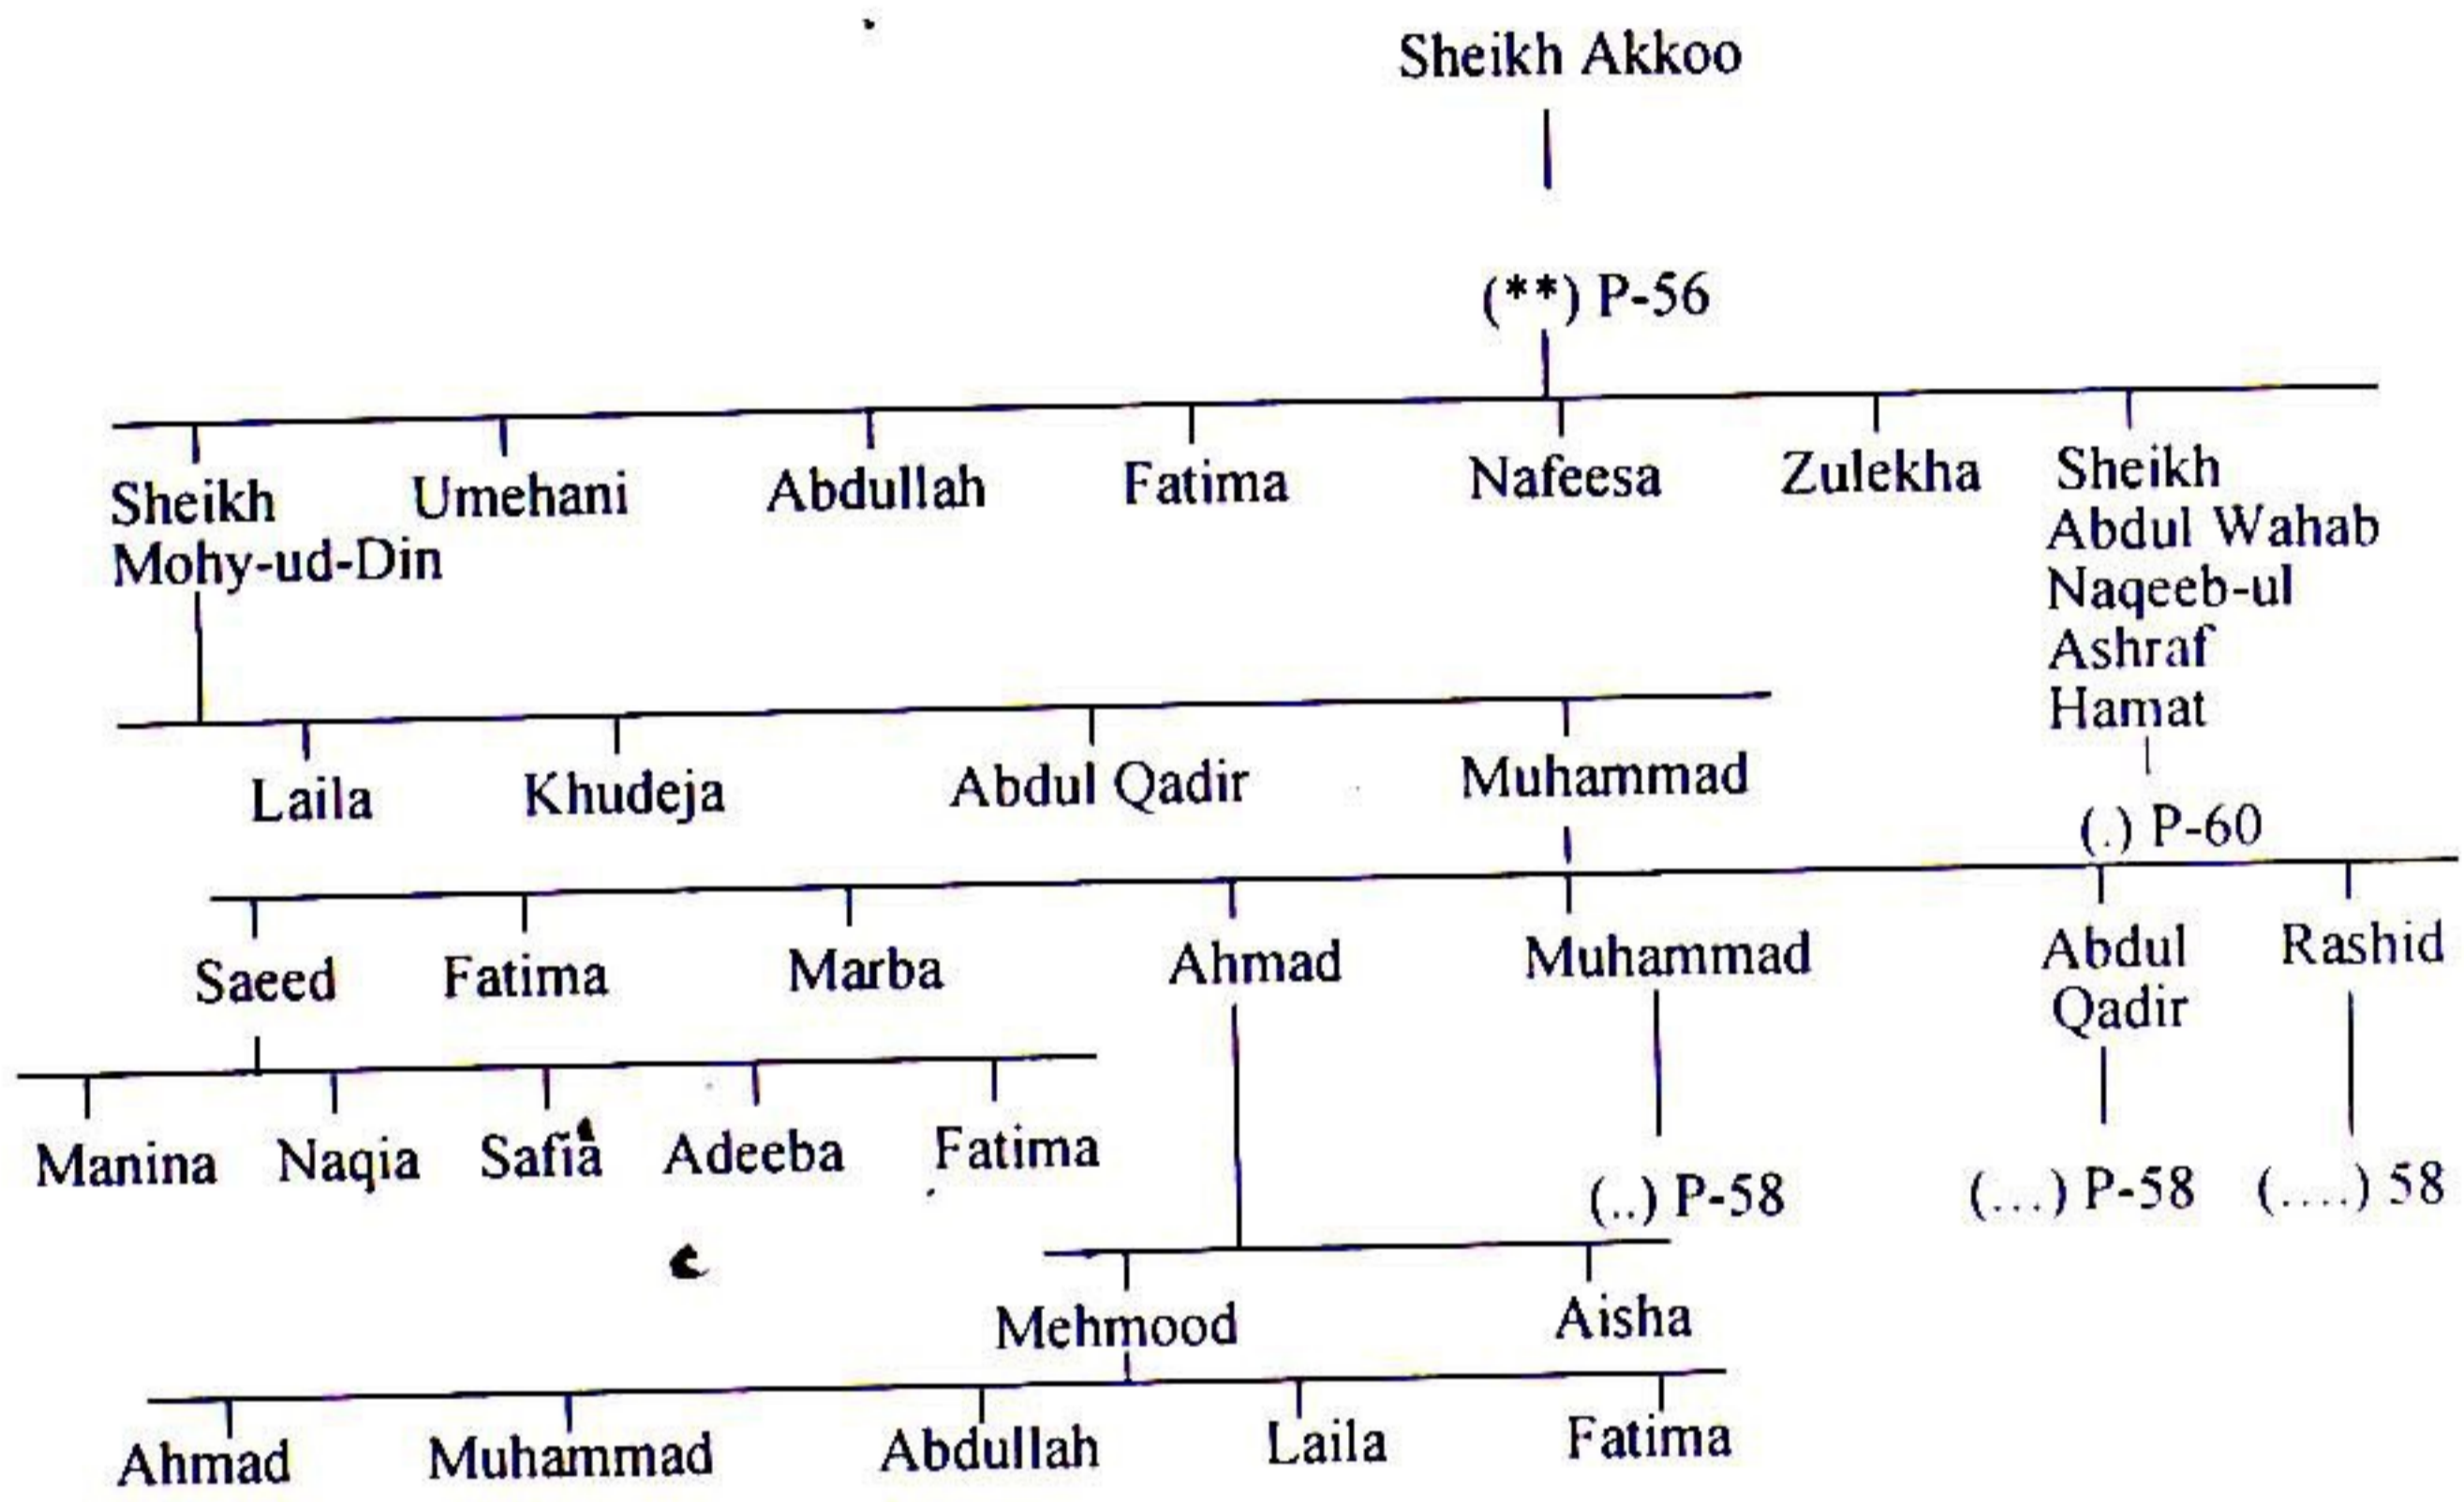 Sheikh Akkoo
(**) P-56
Sheikh
Mohy-ud-Din
Umehani
Abdullah
Fatima
Nafeesa
Zulekha
Sheikh
Abdul Wahab
Naqeeb-ul
Ashraf
Hamat
(.) P-60
Laila
Khudeja
Abdul Qadir
Muhammad
Saeed
Fatima
Marba
Ahmad
Muhammad
Abdul
Qadir
Rashid
Manina
Naqia
Safia
Adeeba
Fatima
(..) P-58
(...) P-58
(....) 58
Mehmood
Aisha
Ahmad
Muhammad
Abdullah
Laila
Fatima